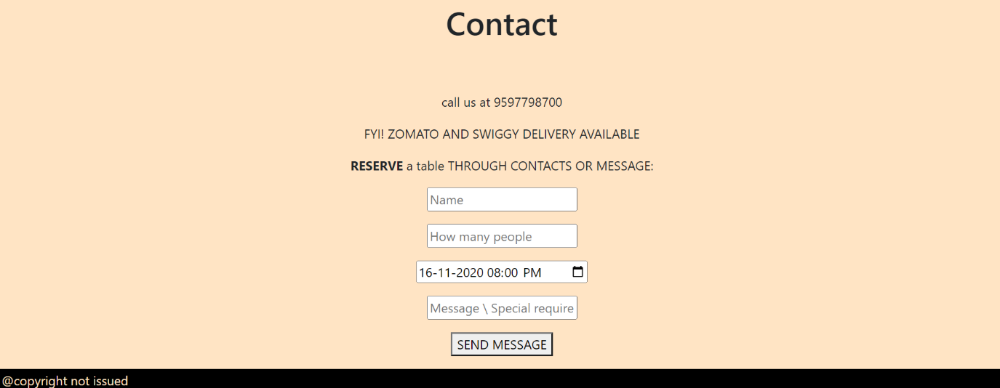 Contact
call us at 9597798700
FYI! ZOMATO AND SWIGGY DELIVERY AVAILABLE
RESERVE a table THROUGH CONTACTS OR MESSAGE:
Name
How many people
16-11-2020 08:00 PM
Message \ Special require
SEND MESSAGE
@copyright not issued